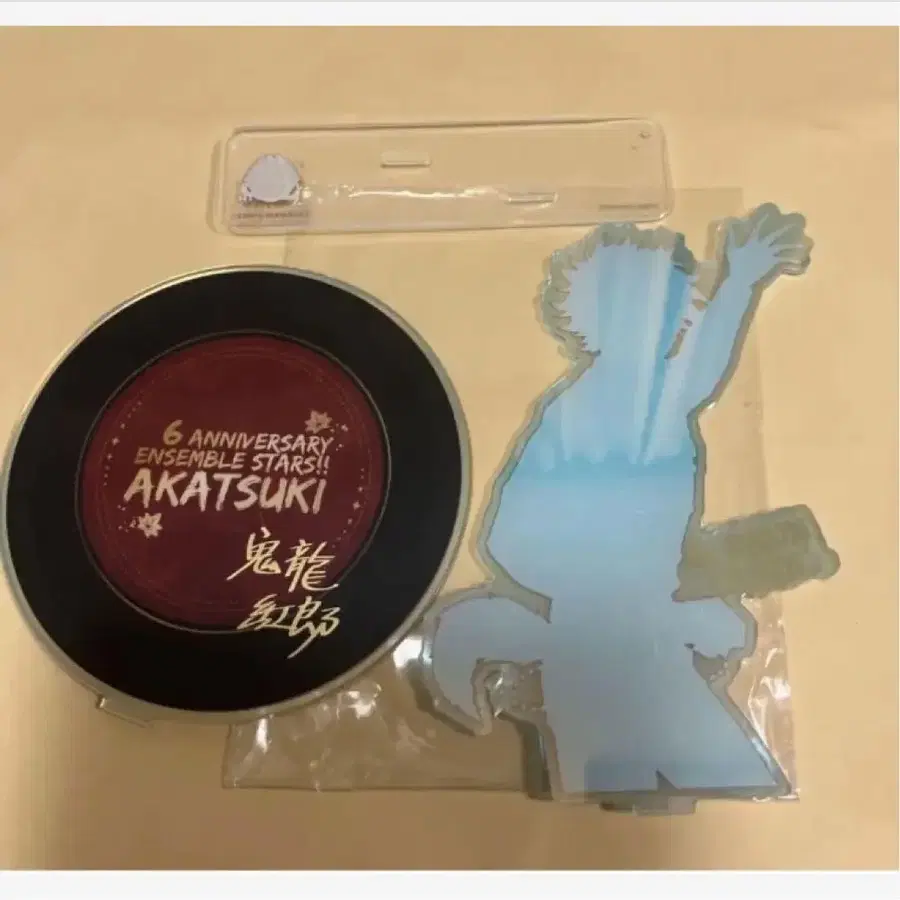 6 ANNIVERSARY
ENSEMBLE STARS!!
AKATSUKI
鬼龍
紅郎